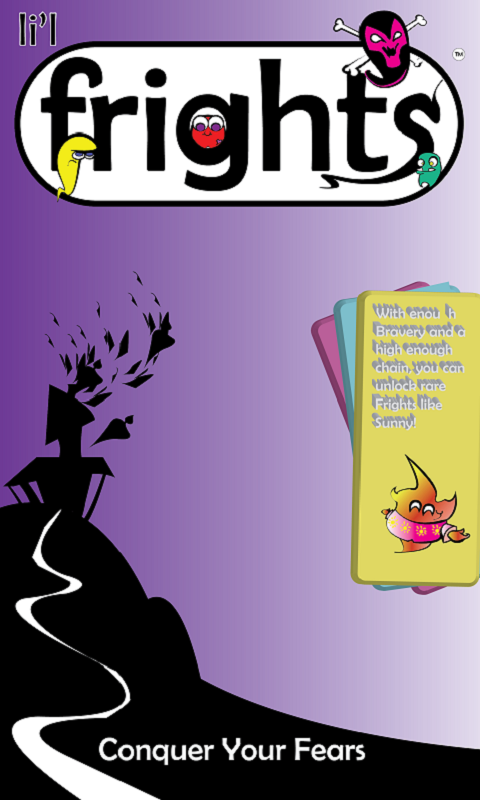 li'l
frights
TM
With enou h
Bravery and a
high enough
chain, you can
unlock rare
Frights like
Sunny!
Conquer Your Fears